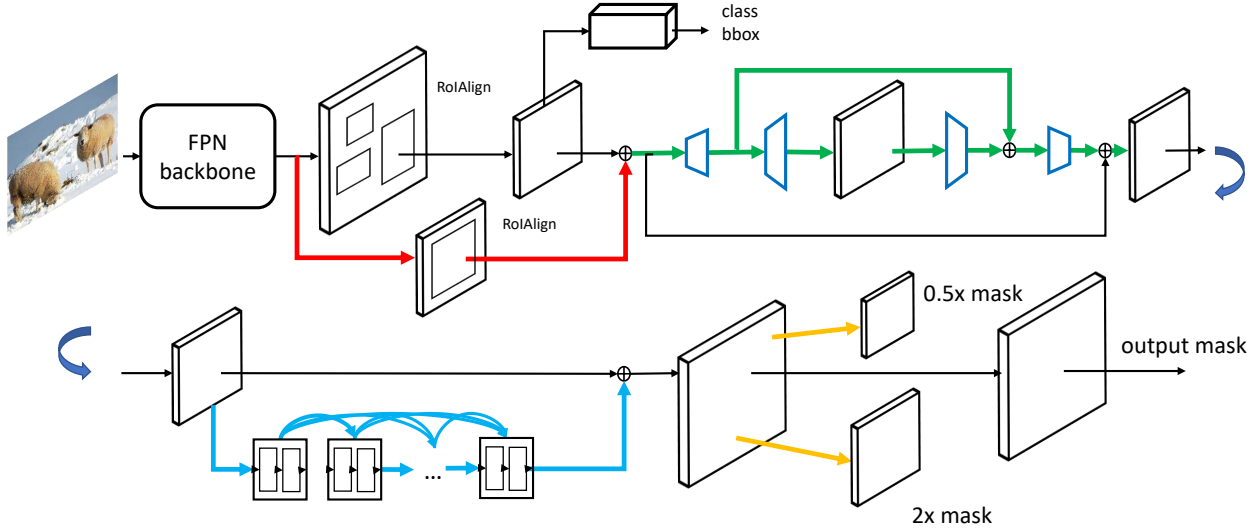 class
bbox
RoIAlign
FPN
backbone
RoIAlign
0.5x mask
output mask
...
2x mask